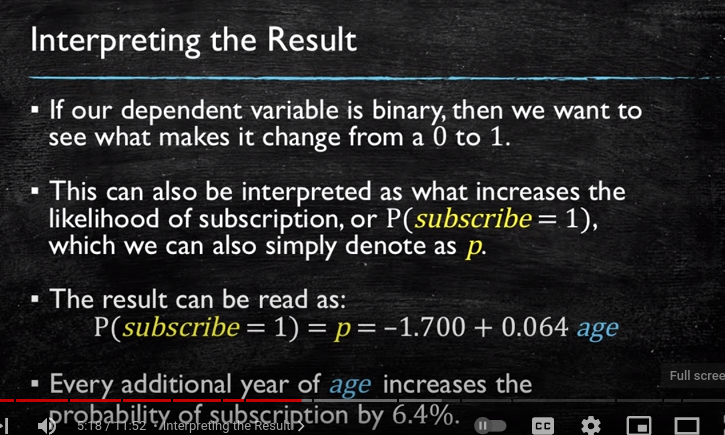 Interpreting the Result
▪ If our dependent variable is binary, then we want to
see what makes it change from a 0 to 1.
▪ This can also be interpreted as what increases the
likelihood of subscription, or P(subscribe = 1),
which we can also simply denote as p.
▪ The result can be read as:
P(subscribe = 1) = p = –1.700 + 0.064 age
Full scree
▪ Every additional year of age increases the
probability of subscription by 6.4%.
5:18 / 11:52 • Interpreting the Result >
CC